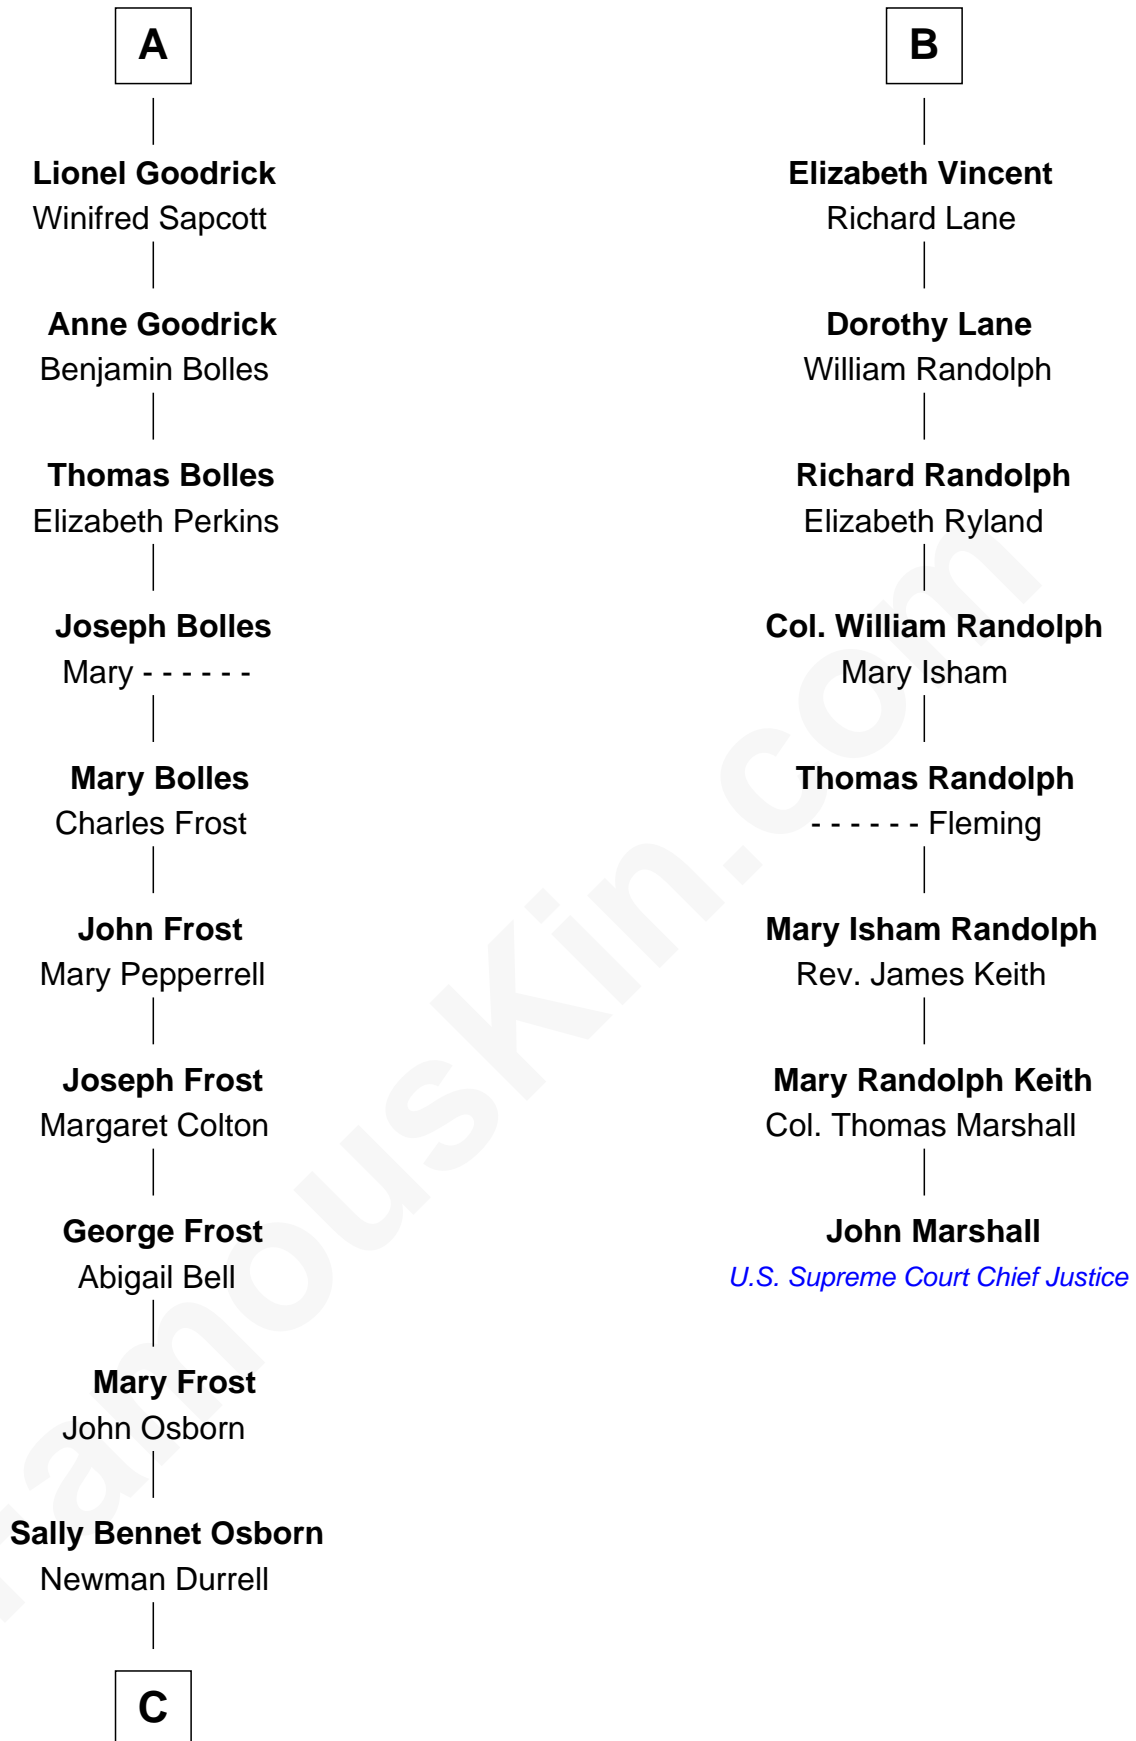 A
Lionel Goodrick
Winifred Sapcott
Anne Goodrick
Benjamin Bolles
Thomas Bolles
Elizabeth Perkins
Joseph Bolles
Mary - - - - - -
Mary Bolles
Charles Frost
John Frost
Mary Pepperrell
Joseph Frost
Margaret Colton
George Frost
Abigail Bell
Mary Frost
John Osborn
Sally Bennet Osborn
Newman Durrell
C
B
Elizabeth Vincent
Richard Lane
Dorothy Lane
William Randolph
Richard Randolph
Elizabeth Ryland
Col. William Randolph
Mary Isham
Thomas Randolph
- - - - - - Fleming
Mary Isham Randolph
Rev. James Keith
Mary Randolph Keith
Col. Thomas Marshall
John Marshall
U.S. Supreme Court Chief Justice
FamousKin.com